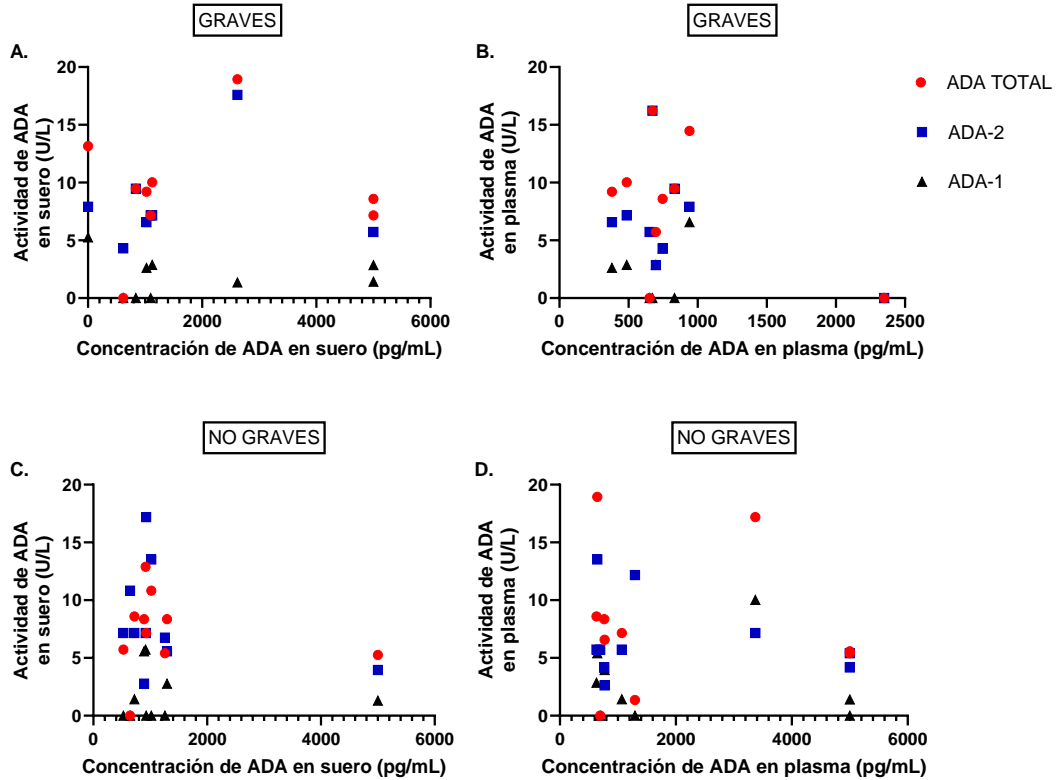 GRAVES
A.
Actividad de ADA
en suero (U/L)
20
15
10
5
0
0 2000 4000 6000
Concentración de ADA en suero (pg/mL)
GRAVES
B.
Actividad de ADA
en plasma (U/L)
20
15
10
5
0
0 500 1000 1500 2000 2500
Concentración de ADA en plasma (pg/mL)
ADA TOTAL
ADA-2
ADA-1
NO GRAVES
C.
Actividad de ADA
en suero (U/L)
20
15
10
5
0
0 2000 4000 6000
Concentración de ADA en suero (pg/mL)
NO GRAVES
D.
Actividad de ADA
en plasma (U/L)
20
15
10
5
0
0 2000 4000 6000
Concentración de ADA en plasma (pg/mL)